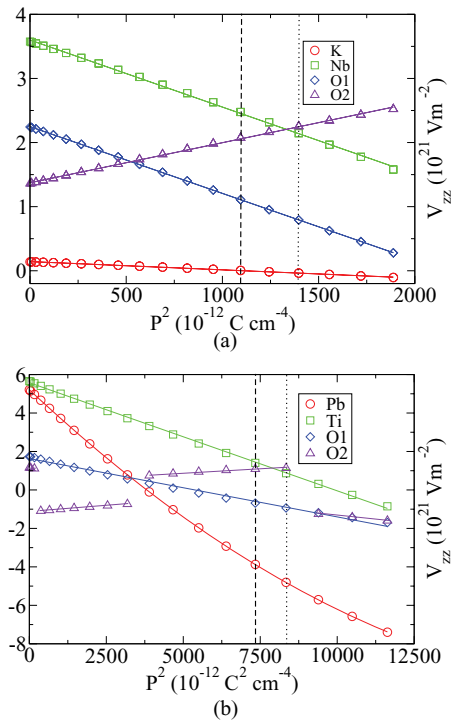 (a)
6
4
2
0
K
Nb
O1
O2
V_zz (10^21 Vm^-2)
0 500 1000 1500 2000
P^2 (10^-12 C cm^-4)
(a)
6
4
2
0
-2
-4
-6
-8
Pb
Ti
O1
O2
V_zz (10^21 Vm^-2)
0 2500 5000 7500 10000 12500
P^2 (10^-12 C^2 cm^-4)
(b)